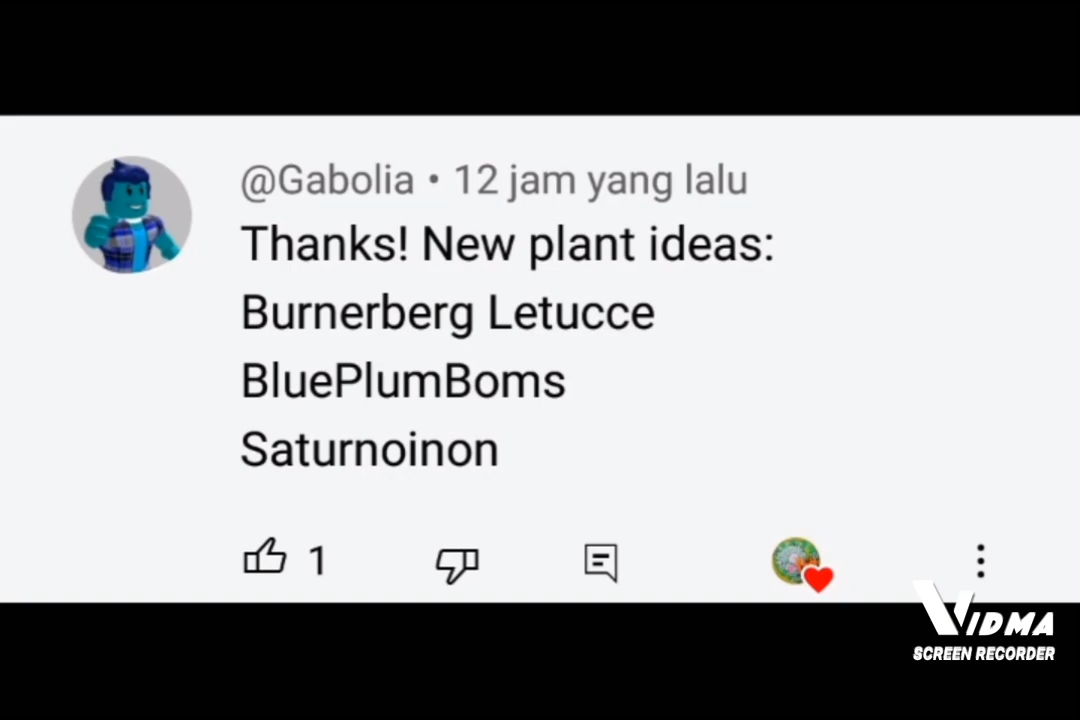 @Gabolia • 12 jam yang lalu
Thanks! New plant ideas:
Burnerberg Letucce
BluePlumBoms
Saturnoinon
1
VIDMA
SCREEN RECORDER